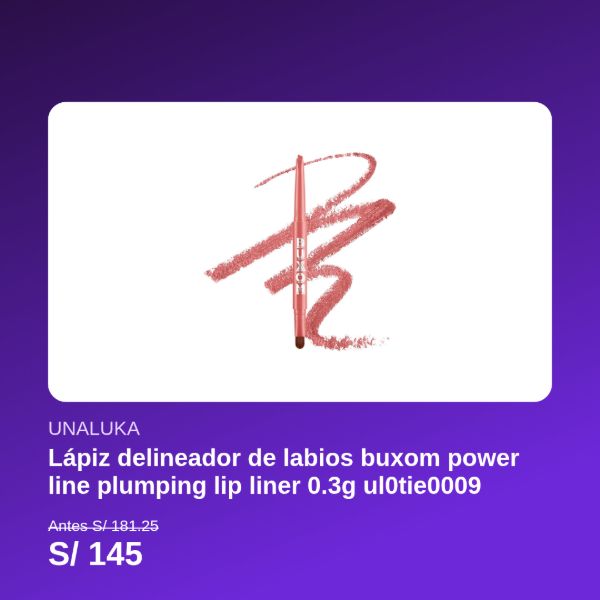 BUXOM
UNALUKA
Lápiz delineador de labios buxom power
line plumping lip liner 0.3g ul0tie0009
Antes S/ 181.25
S/ 145